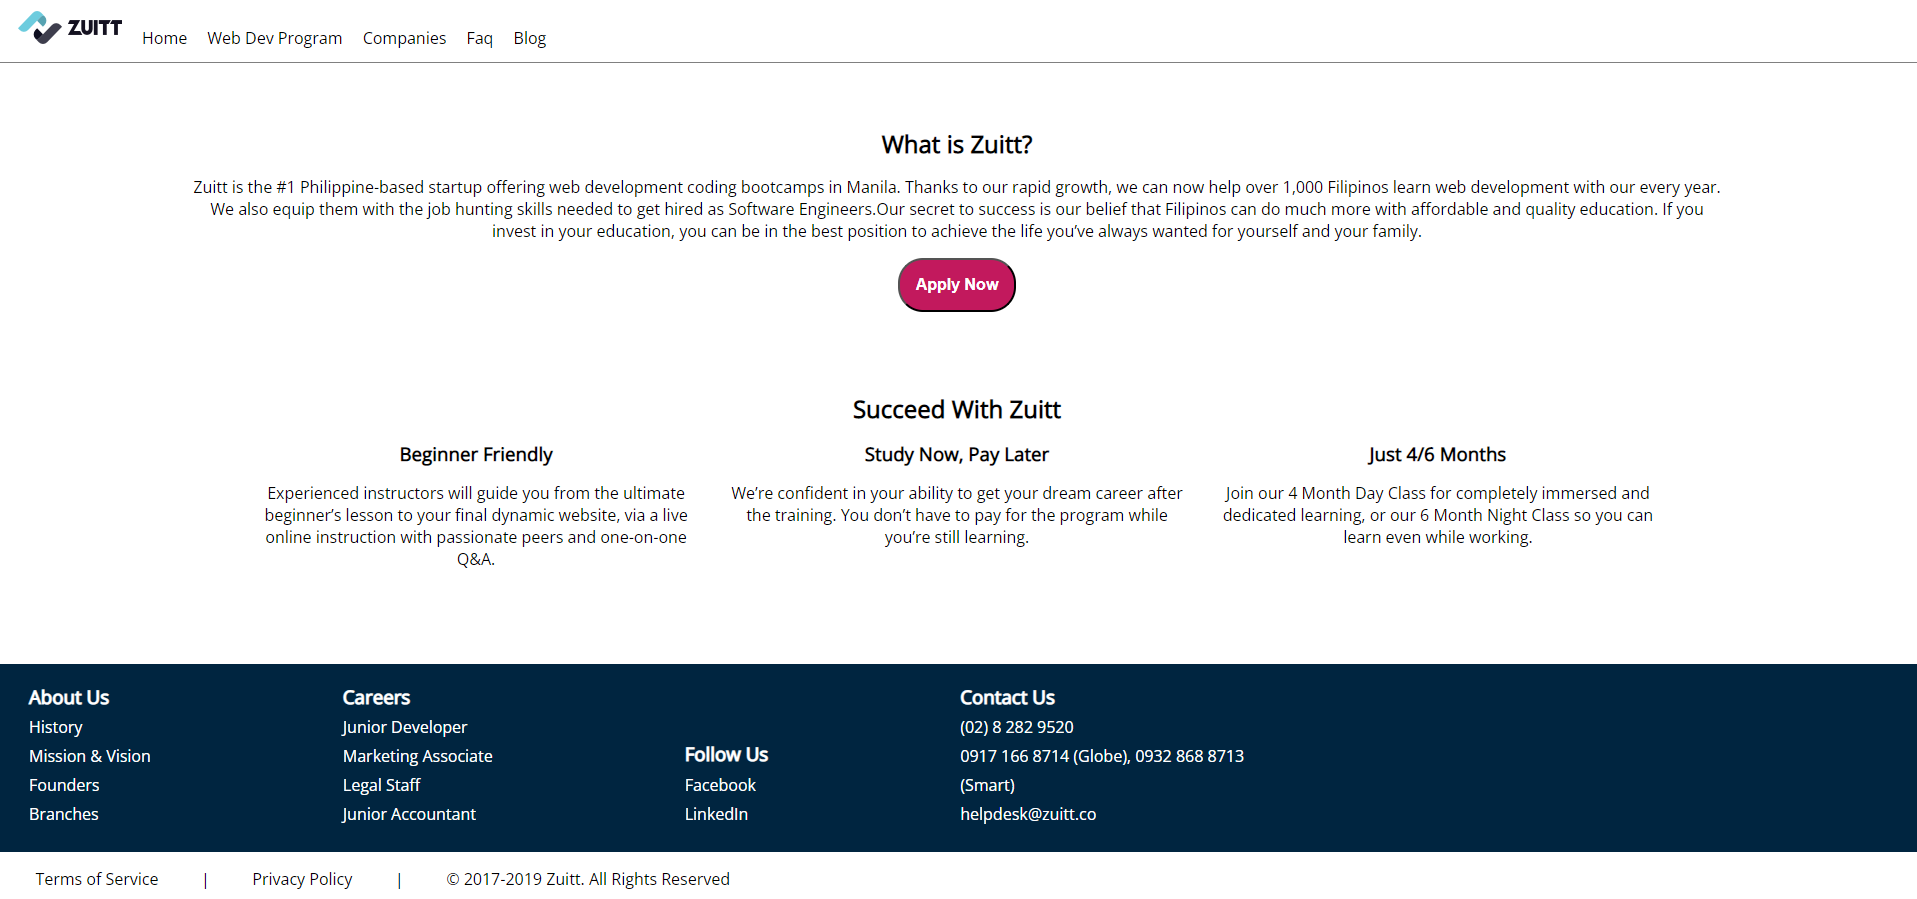 ZUITT
Home Web Dev Program Companies Faq Blog
What is Zuitt?
Zuitt is the #1 Philippine-based startup offering web development coding bootcamps in Manila. Thanks to our rapid growth, we can now help over 1,000 Filipinos learn web development with our every year.
We also equip them with the job hunting skills needed to get hired as Software Engineers.Our secret to success is our belief that Filipinos can do much more with affordable and quality education. If you
invest in your education, you can be in the best position to achieve the life you’ve always wanted for yourself and your family.
Apply Now
Succeed With Zuitt
Beginner Friendly
Experienced instructors will guide you from the ultimate
beginner’s lesson to your final dynamic website, via a live
online instruction with passionate peers and one-on-one
Q&A.
Study Now, Pay Later
We’re confident in your ability to get your dream career after
the training. You don’t have to pay for the program while
you’re still learning.
Just 4/6 Months
Join our 4 Month Day Class for completely immersed and
dedicated learning, or our 6 Month Night Class so you can
learn even while working.
About Us
History
Mission & Vision
Founders
Branches
Careers
Junior Developer
Marketing Associate
Legal Staff
Junior Accountant
Follow Us
Facebook
LinkedIn
Contact Us
(02) 8 282 9520
0917 166 8714 (Globe), 0932 868 8713
(Smart)
helpdesk@zuitt.co
Terms of Service | Privacy Policy | © 2017-2019 Zuitt. All Rights Reserved